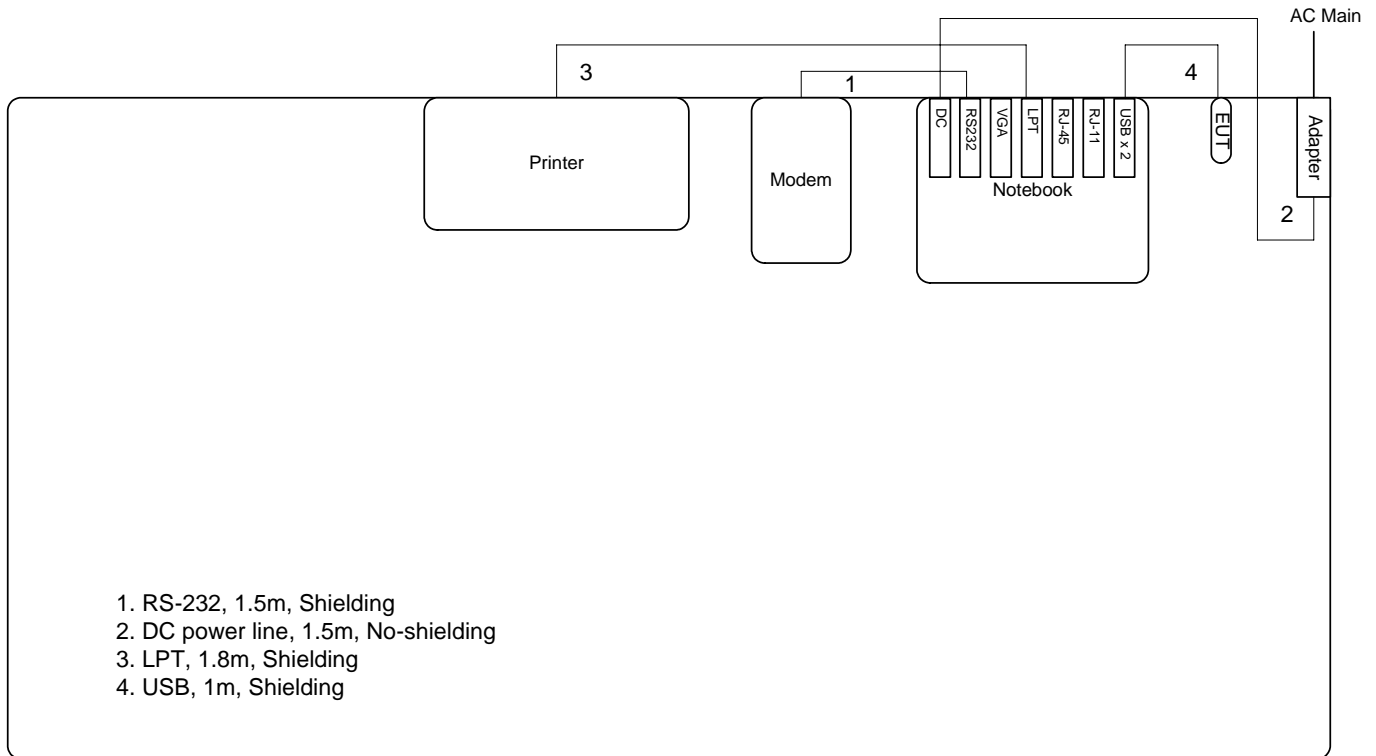 AC Main
3
1
4
DC
RS232
VGA
LPT
RJ-45
RJ-11
USB x 2
EUT
Adapter
Printer
Modem
Notebook
2
1. RS-232, 1.5m, Shielding
2. DC power line, 1.5m, No-shielding
3. LPT, 1.8m, Shielding
4. USB, 1m, Shielding